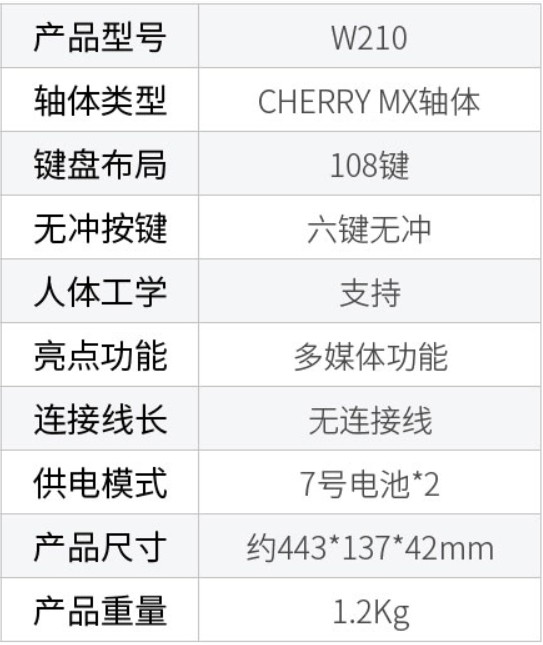 产品型号 W210
轴体类型 CHERRY MX轴体
键盘布局 108键
无冲按键 六键无冲
人体工学 支持
亮点功能 多媒体功能
连接线长 无连接线
供电模式 7号电池*2
产品尺寸 约443*137*42mm
产品重量 1.2Kg